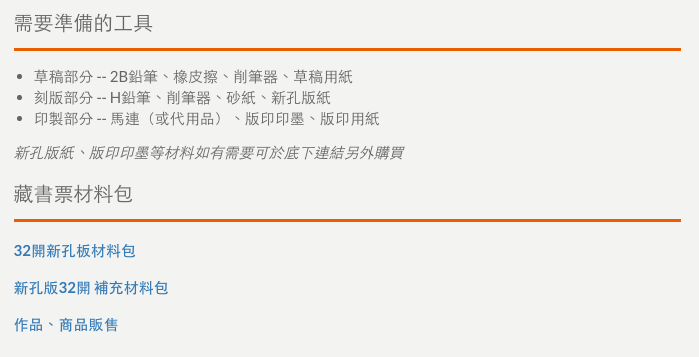 需要準備的工具
草稿部分 -- 2B鉛筆、橡皮擦、削筆器、草稿用紙
刻版部分 -- H鉛筆、削筆器、砂紙、新孔版紙
印製部分 -- 馬連（或代用品）、版印印墨、版印用紙
新孔版紙、版印印墨等材料如有需要可於底下連結另外購買
藏書票材料包
32開新孔板材料包
新孔版32開 補充材料包
作品、商品販售